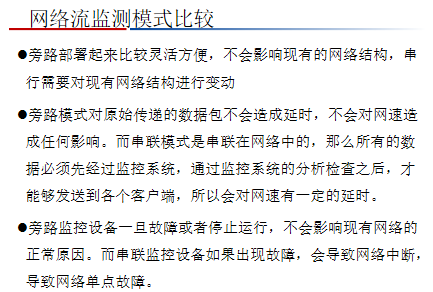 网络流监测模式比较
●旁路部署起来比较灵活方便，不会影响现有的网络结构，串
行需要对现有网络结构进行变动
●旁路模式对原始传递的数据包不会造成延时，不会对网速造
成任何影响。而串联模式是串联在网络中的，那么所有的数
据必须先经过监控系统，通过监控系统的分析检查之后，才
能够发送到各个客户端，所以会对网速有一定的延时。
●旁路监控设备一旦故障或者停止运行，不会影响现有网络的
正常原因。而串联监控设备如果出现故障，会导致网络中断，
导致网络单点故障。